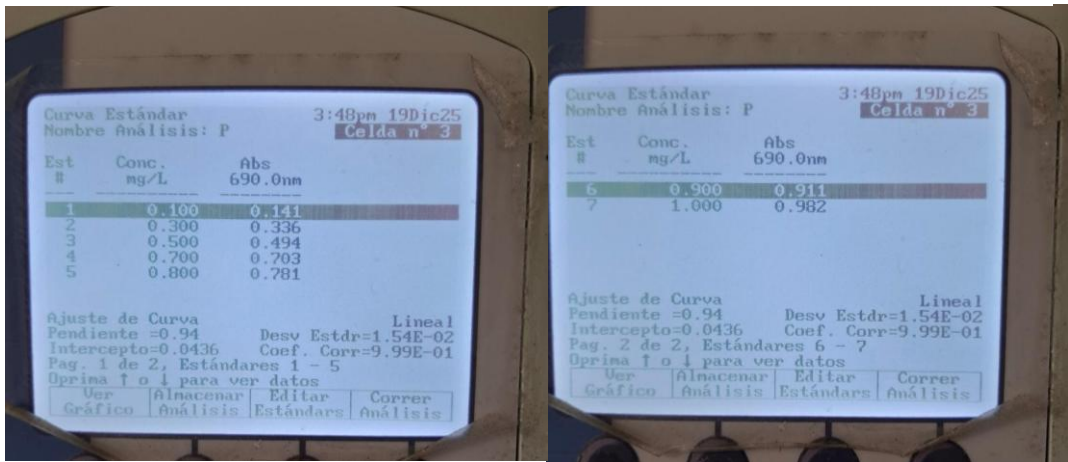 Curva Estándar 3:48pm 19Dic25
Nombre Análisis: P Celda n° 3
Est Conc. Abs
# mg/L 690.0nm
1 0.100 0.141
2 0.300 0.336
3 0.500 0.494
4 0.700 0.703
5 0.800 0.781
Ajuste de Curva Lineal
Pendiente =0.94 Desv Estdr=1.54E-02
Intercepto=0.0436 Coef. Corr=9.99E-01
Pag. 1 de 2, Estándares 1 - 5
Oprima ↑ o ↓ para ver datos
Ver Almacenar Editar Correr
Gráfico Análisis Estándars Análisis
Curva Estándar 3:48pm 19Dic25
Nombre Análisis: P Celda n° 3
Est Conc. Abs
# mg/L 690.0nm
6 0.900 0.911
7 1.000 0.982
Ajuste de Curva Lineal
Pendiente =0.94 Desv Estdr=1.54E-02
Intercepto=0.0436 Coef. Corr=9.99E-01
Pag. 2 de 2, Estándares 6 - 7
Oprima ↑ o ↓ para ver datos
Ver Almacenar Editar Correr
Gráfico Análisis Estándars Análisis